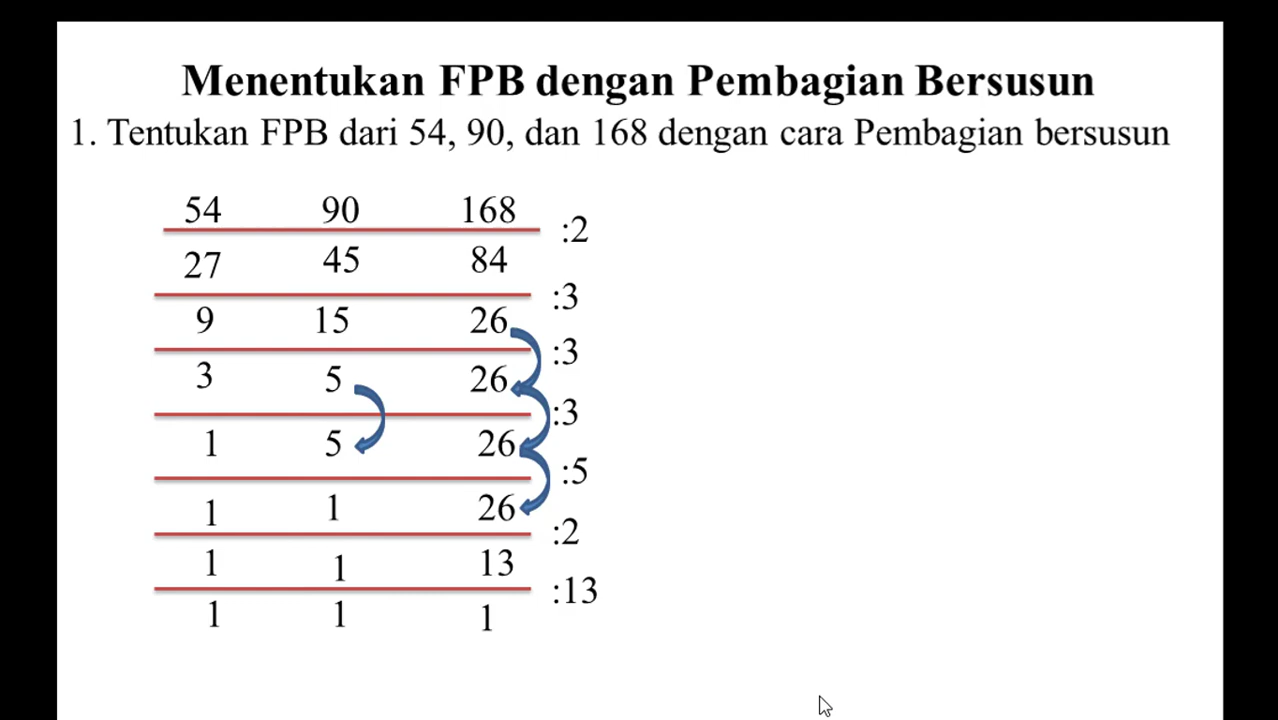 Menentukan FPB dengan Pembagian Bersusun
1. Tentukan FPB dari 54, 90, dan 168 dengan cara Pembagian bersusun
54 90 168
:2
27 45 84
:3
9 15 26
:3
3 5 26
:3
1 5 26
:5
1 1 26
:2
1 1 13
:13
1 1 1